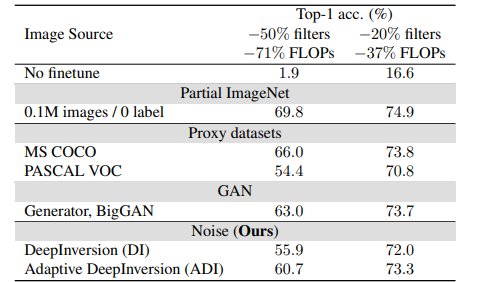 Top-1 acc. (%)
Image Source −50% filters −20% filters
−71% FLOPs −37% FLOPs
No finetune 1.9 16.6
Partial ImageNet
0.1M images / 0 label 69.8 74.9
Proxy datasets
MS COCO 66.0 73.8
PASCAL VOC 54.4 70.8
GAN
Generator, BigGAN 63.0 73.7
Noise (Ours)
DeepInversion (DI) 55.9 72.0
Adaptive DeepInversion (ADI) 60.7 73.3